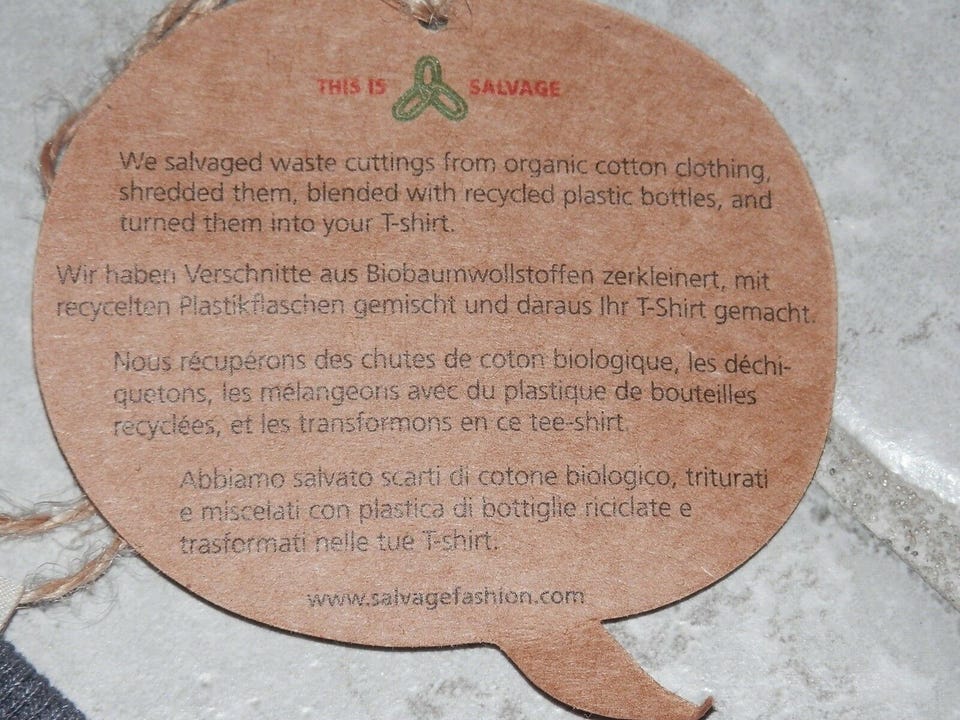 THIS IS SALVAGE
We salvaged waste cuttings from organic cotton clothing,
shredded them, blended with recycled plastic bottles, and
turned them into your T-shirt.
Wir haben Verschnitte aus Biobaumwollstoffen zerkleinert, mit
recycelten Plastikflaschen gemischt und daraus Ihr T-Shirt gemacht.
Nous récupérons des chutes de coton biologique, les déchi-
quetons, les mélangeons avec du plastique de bouteilles
recyclées, et les transformons en ce tee-shirt.
Abbiamo salvato scarti di cotone biologico, triturati
e miscelati con plastica di bottiglie riciclate e
trasformati nelle tue T-shirt.
www.salvagefashion.com